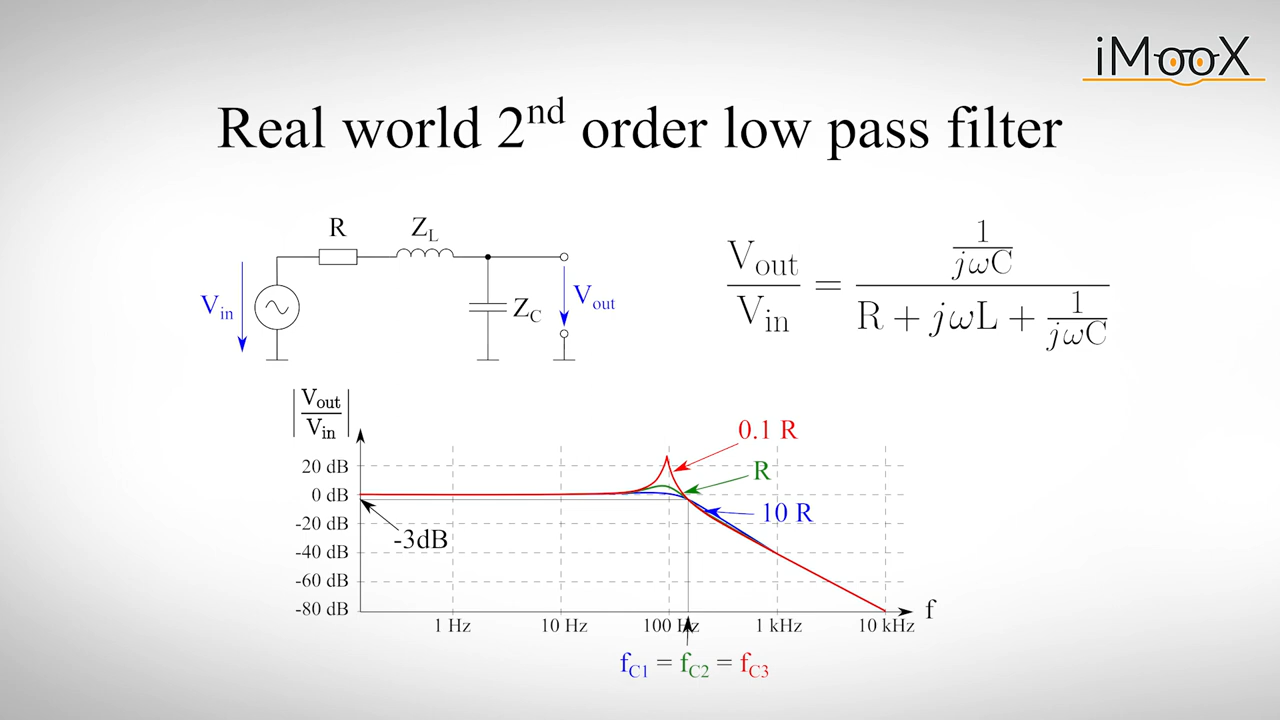 iMooX
Real world 2nd order low pass filter
R
ZL
Vin
ZC
Vout
Vout
Vin
=
1
jωC
R + jωL + 1
jωC
Vout
Vin
20 dB
0 dB
-20 dB
-40 dB
-60 dB
-80 dB
-3dB
0.1 R
R
10 R
1 Hz
10 Hz
100 Hz
1 kHz
10 kHz
f
fC1 = fC2 = fC3